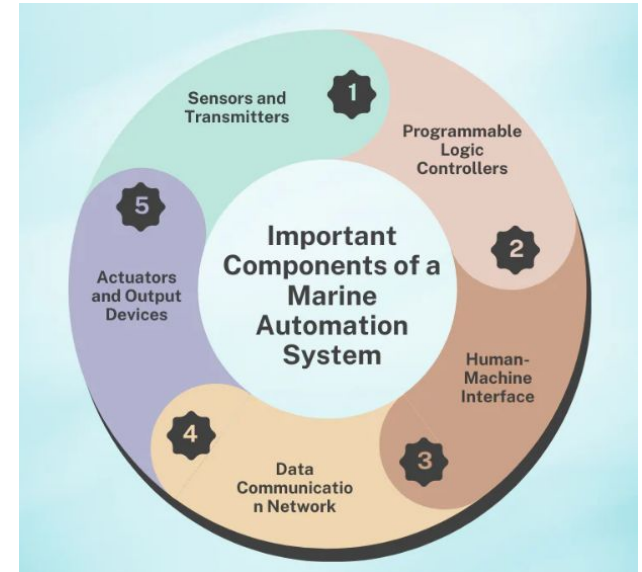 Sensors and
Transmitters
1
Programmable
Logic
Controllers
2
Human-
Machine
Interface
3
Data
Communicatio
n Network
4
Actuators
and Output
Devices
5
Important
Components of a
Marine
Automation
System